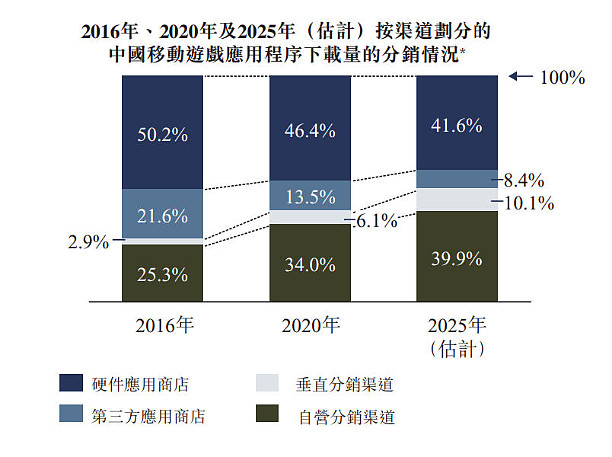 2016年、2020年及2025年（估計）按渠道劃分的
中國移動遊戲應用程序下載量的分銷情況*
100%
50.2%
46.4%
41.6%
21.6%
13.5%
8.4%
2.9%
6.1%
10.1%
25.3%
34.0%
39.9%
2016年
2020年
2025年
（估計）
硬件應用商店
垂直分銷渠道
第三方應用商店
自營分銷渠道